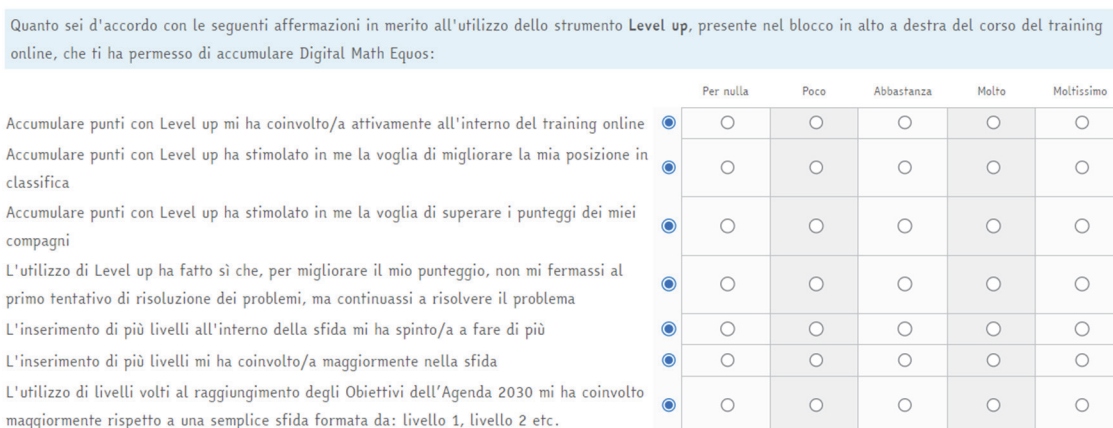 Quanto sei d'accordo con le seguenti affermazioni in merito all'utilizzo dello strumento Level up, presente nel blocco in alto a destra del corso del training
online, che ti ha permesso di accumulare Digital Math Equos:
Per nulla Poco Abbastanza Molto Moltissimo
Accumulare punti con Level up mi ha coinvolto/a attivamente all'interno del training online
Accumulare punti con Level up ha stimolato in me la voglia di migliorare la mia posizione in
classifica
Accumulare punti con Level up ha stimolato in me la voglia di superare i punteggi dei miei
compagni
L'utilizzo di Level up ha fatto sì che, per migliorare il mio punteggio, non mi fermassi al
primo tentativo di risoluzione dei problemi, ma continuassi a risolvere il problema
L'inserimento di più livelli all'interno della sfida mi ha spinto/a a fare di più
L'inserimento di più livelli mi ha coinvolto/a maggiormente nella sfida
L'utilizzo di livelli volti al raggiungimento degli Obiettivi dell’Agenda 2030 mi ha coinvolto
maggiormente rispetto a una semplice sfida formata da: livello 1, livello 2 etc.